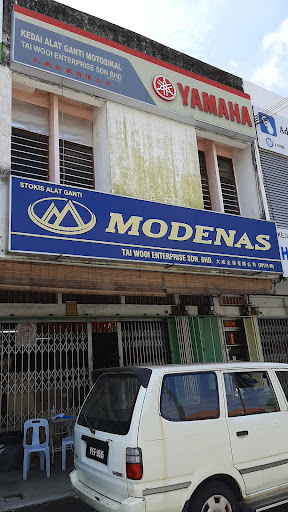 KEDAI ALAT GANTI MOTOSIKAL
TAI WOOI ENTERPRISE SDN BHD
YAMAHA
STOKIS ALAT GANTI
MODENAS
TAI WOOI ENTERPRISE SDN. BHD.